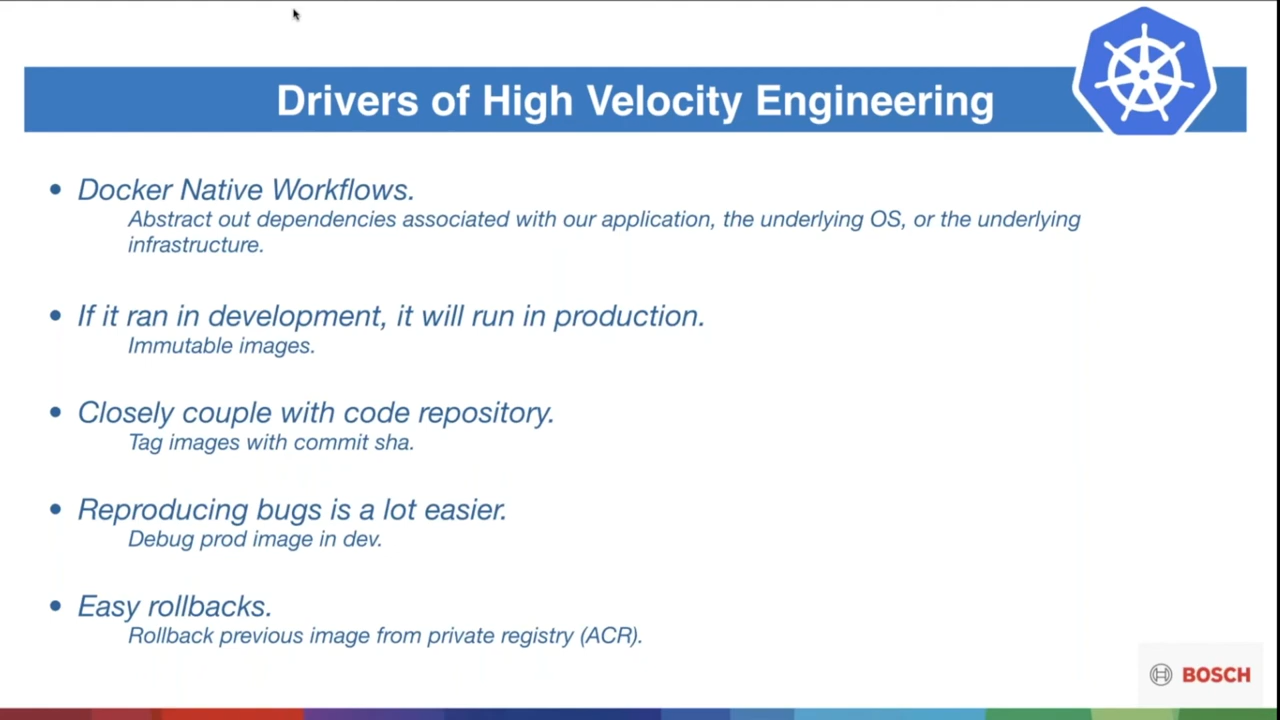 Drivers of High Velocity Engineering
• Docker Native Workflows.
Abstract out dependencies associated with our application, the underlying OS, or the underlying
infrastructure.
• If it ran in development, it will run in production.
Immutable images.
• Closely couple with code repository.
Tag images with commit sha.
• Reproducing bugs is a lot easier.
Debug prod image in dev.
• Easy rollbacks.
Rollback previous image from private registry (ACR).
BOSCH